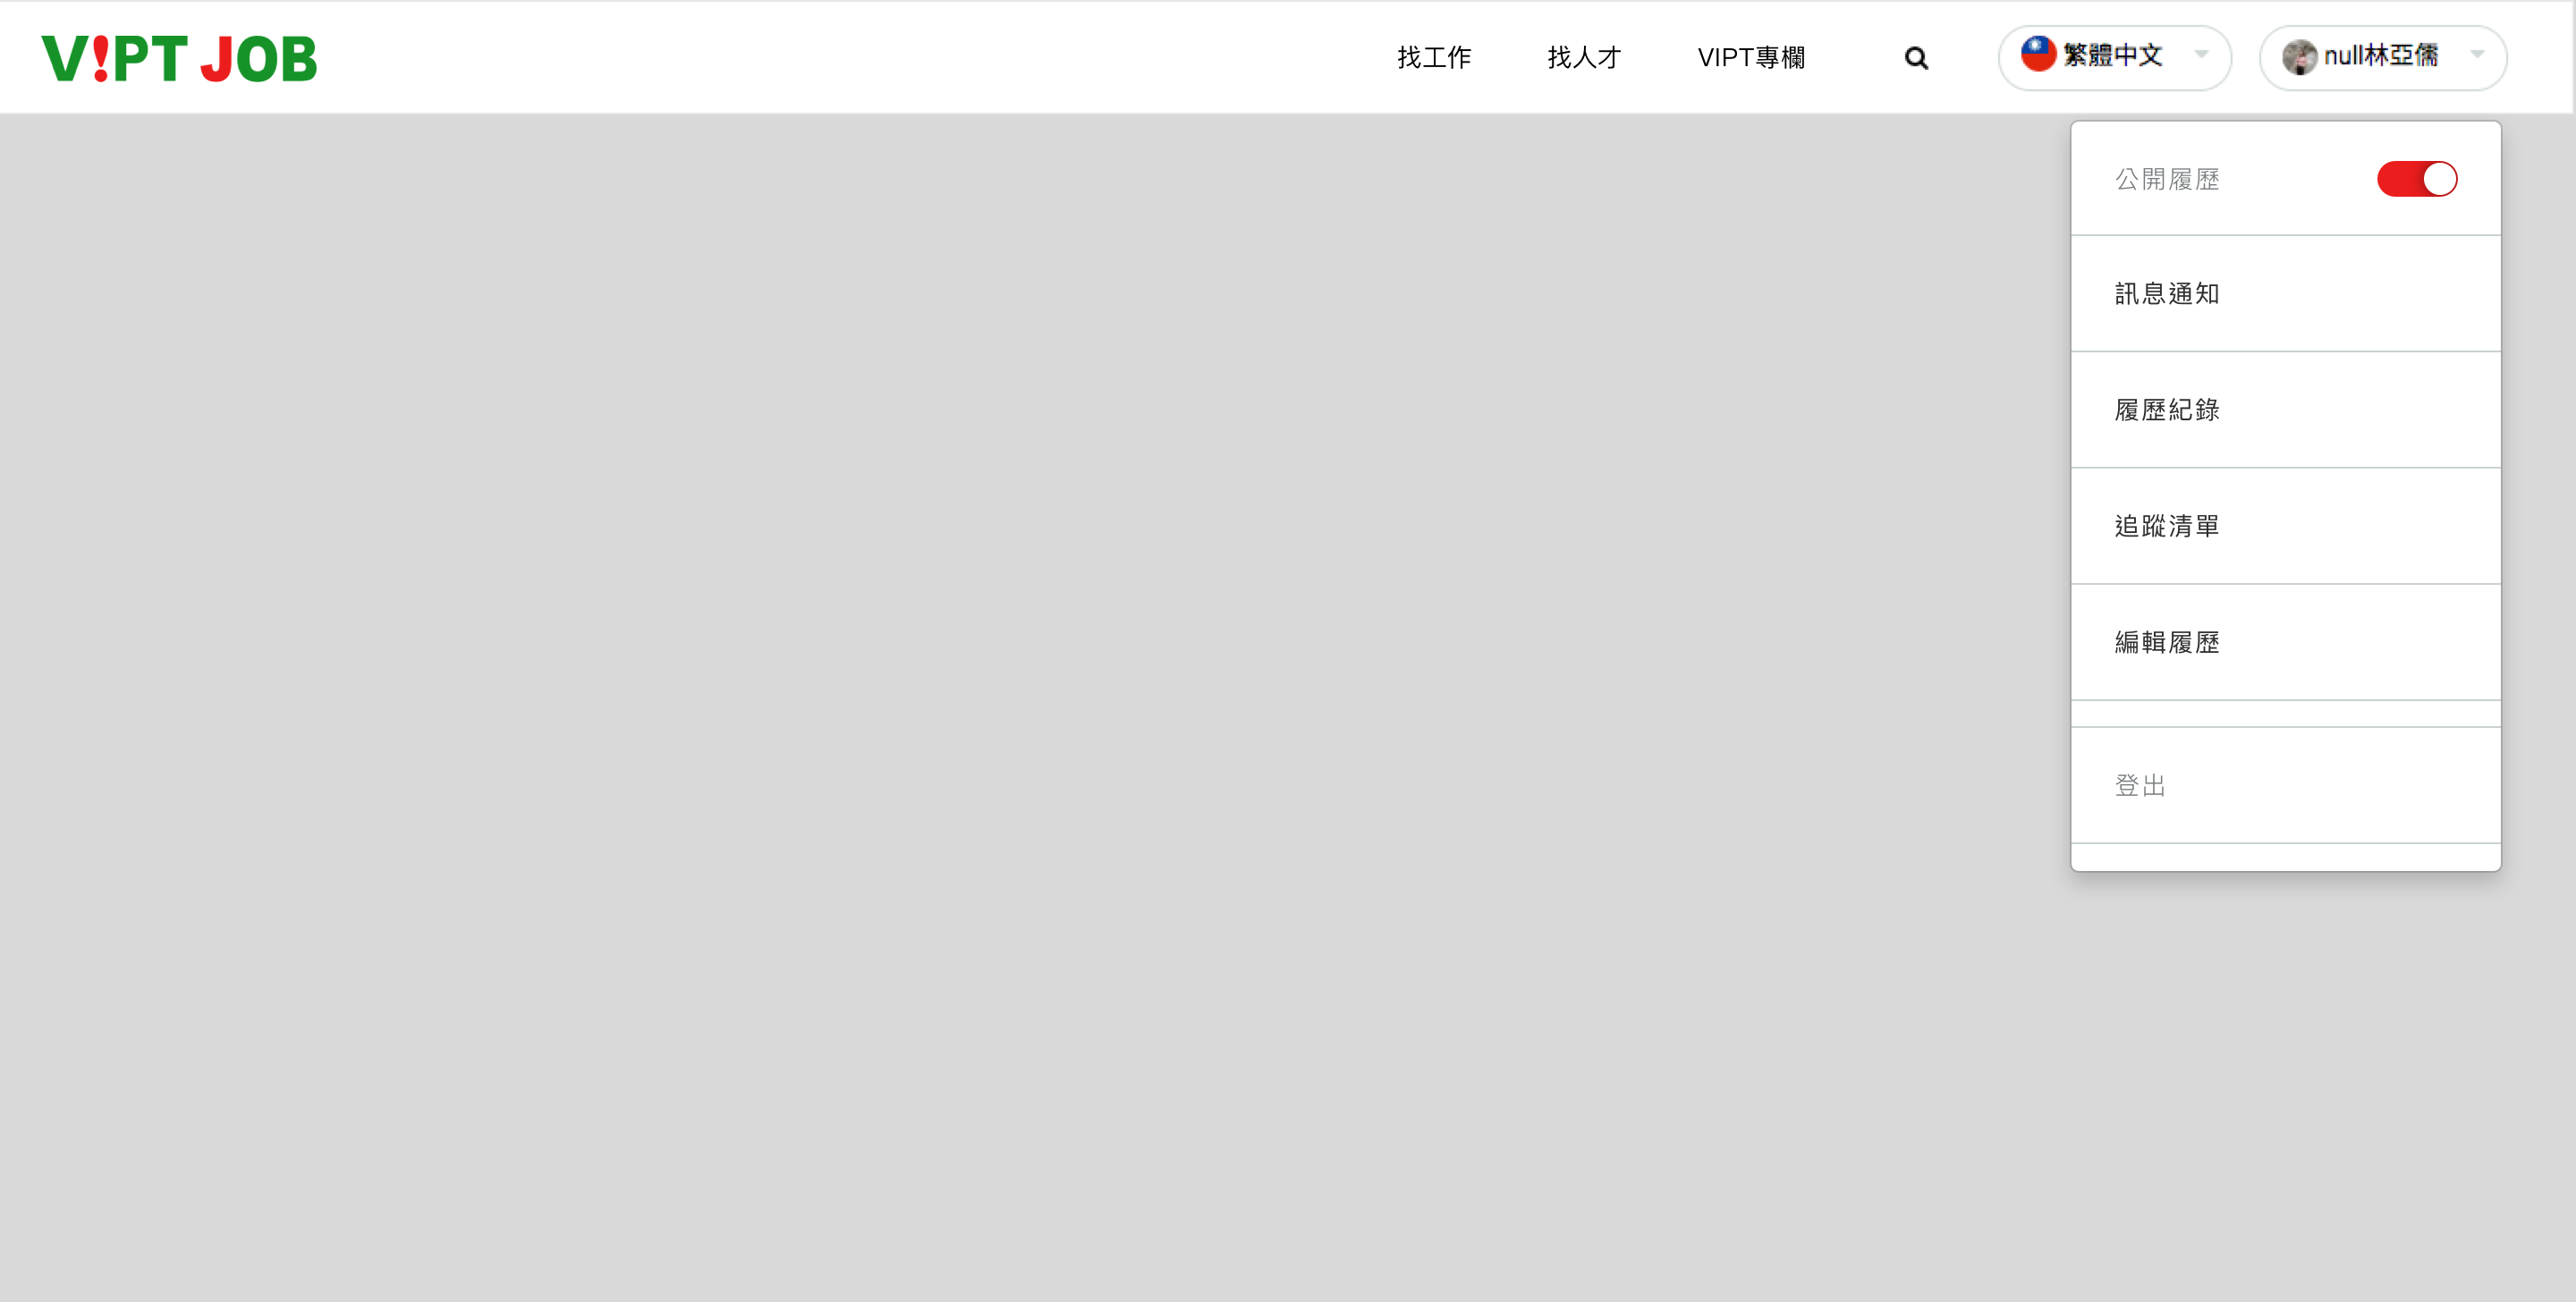 V!PT JOB
找工作
找人才
VIPT專欄
繁體中文
null林亞儒
公開履歷
訊息通知
履歷紀錄
追蹤清單
編輯履歷
登出